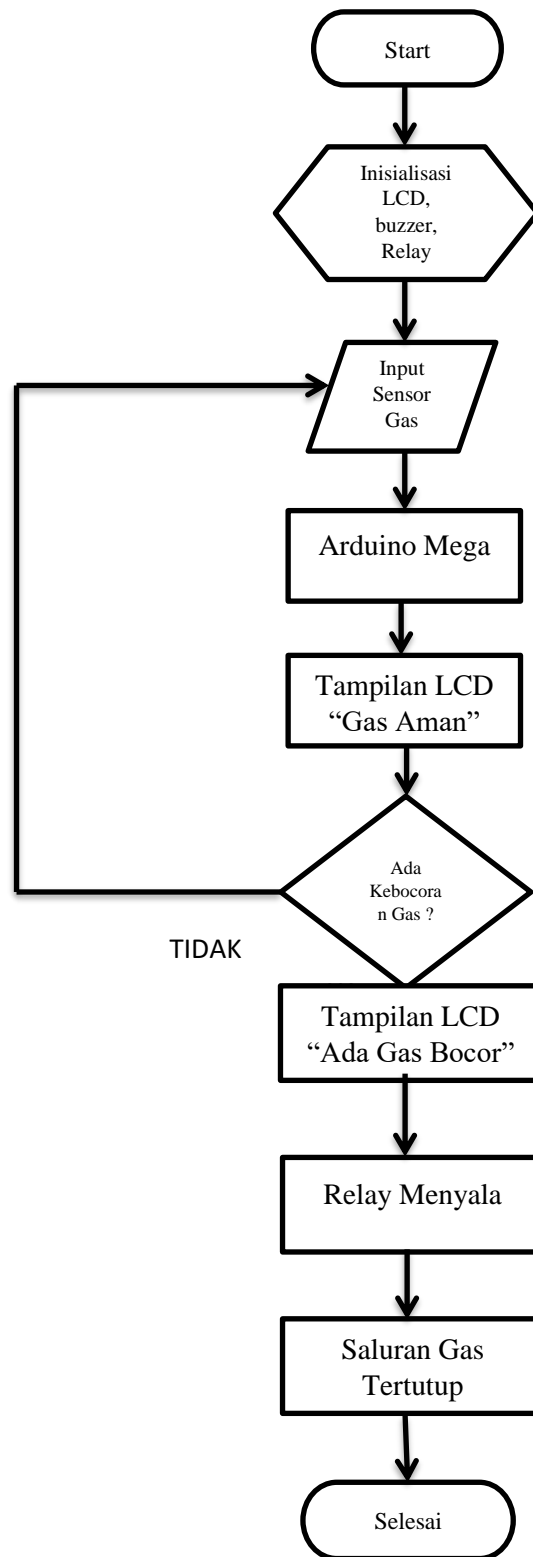 Start
Inisialisasi
LCD,
buzzer,
Relay
Input
Sensor
Gas
Arduino Mega
Tampilan LCD
“Gas Aman”
Ada
Kebocora
n Gas ?
TIDAK
Tampilan LCD
“Ada Gas Bocor”
Relay Menyala
Saluran Gas
Tertutup
Selesai